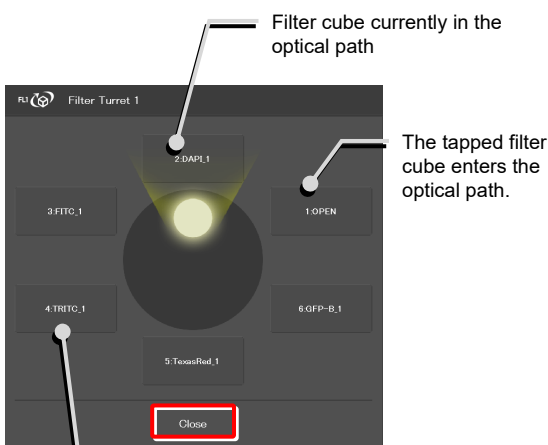 Filter cube currently in the
optical path
FL1 Filter Turret 1
2:DAPI_1
The tapped filter
cube enters the
optical path.
3:FITC_1
1:OPEN
4:TRITC_1
6:GFP-B_1
5:TexasRed_1
Close